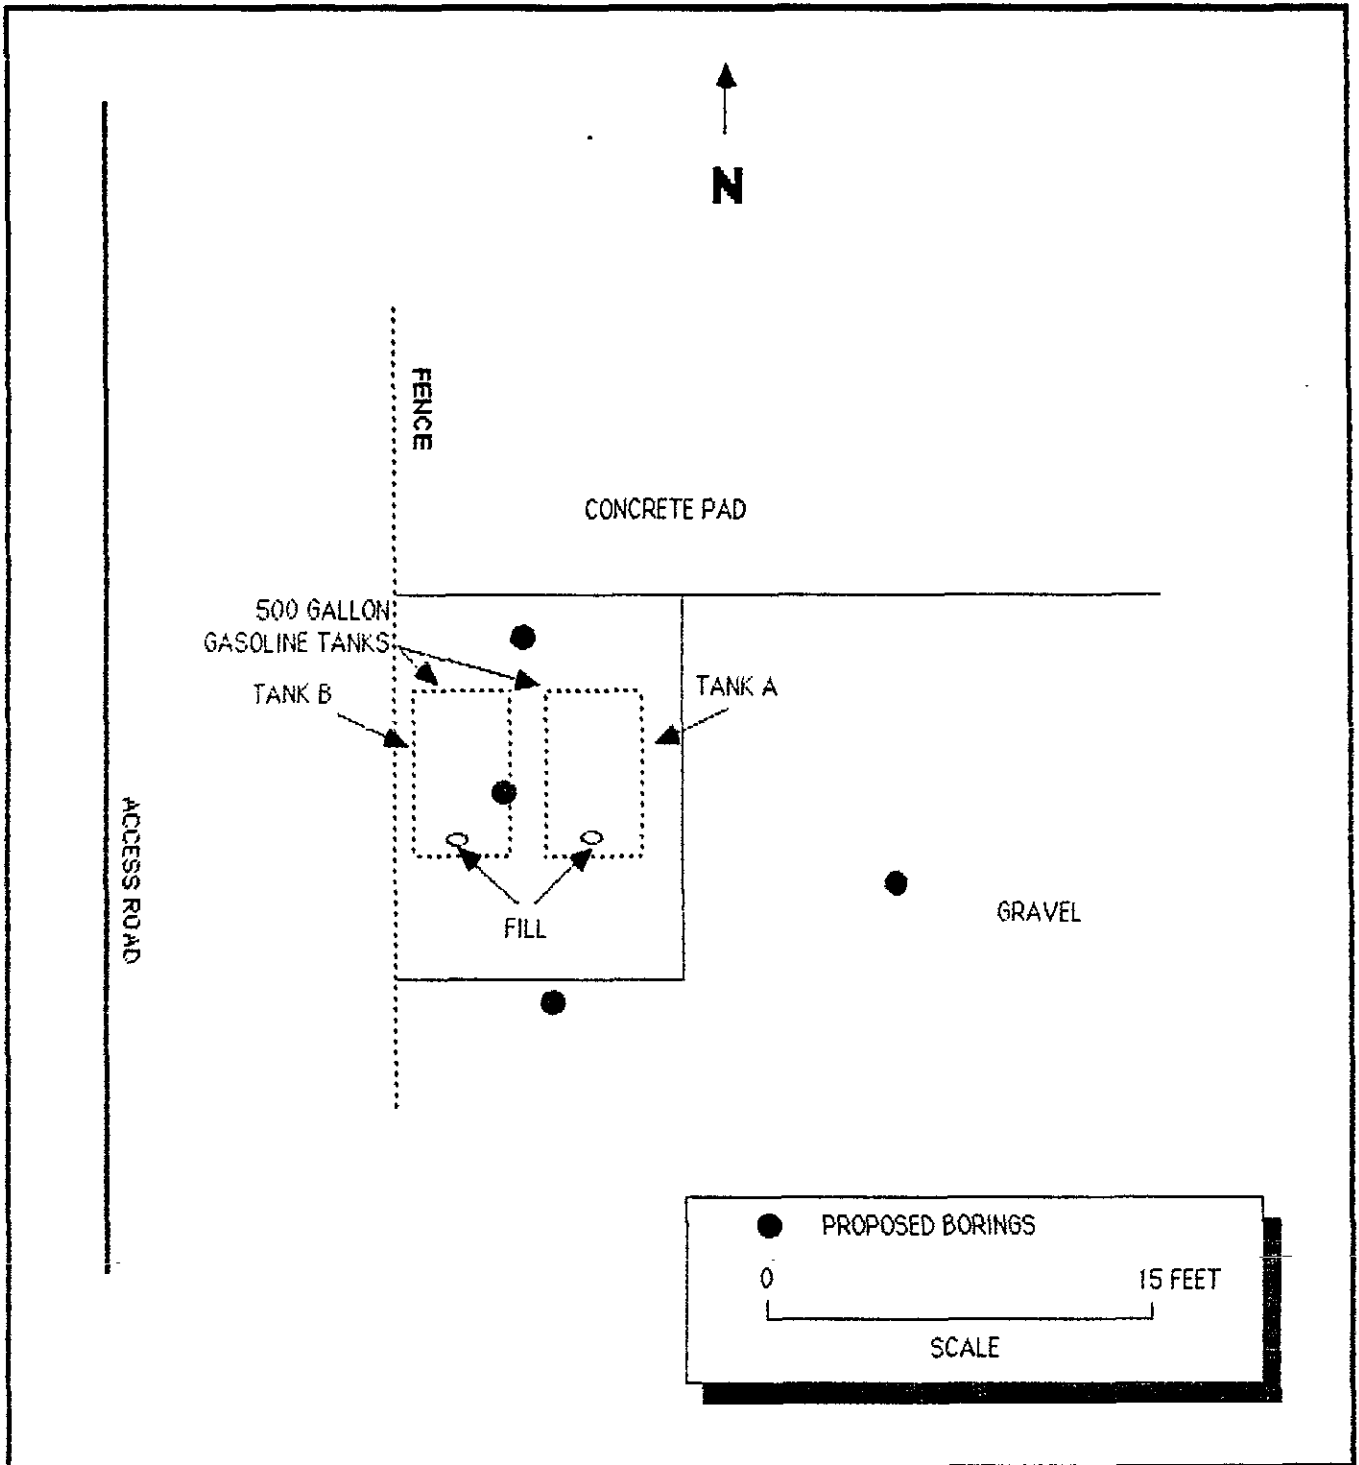 N
FENCE
CONCRETE PAD
500 GALLON
GASOLINE TANKS
TANK B
TANK A
ACCESS ROAD
FILL
GRAVEL
PROPOSED BORINGS
0 15 FEET
SCALE